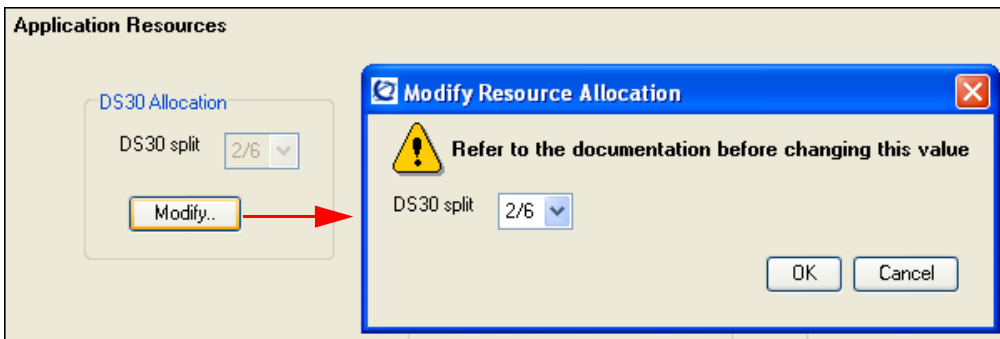 Application Resources
DS30 Allocation
DS30 split 2/6
Modify..
Modify Resource Allocation
Refer to the documentation before changing this value
DS30 split 2/6
OK Cancel